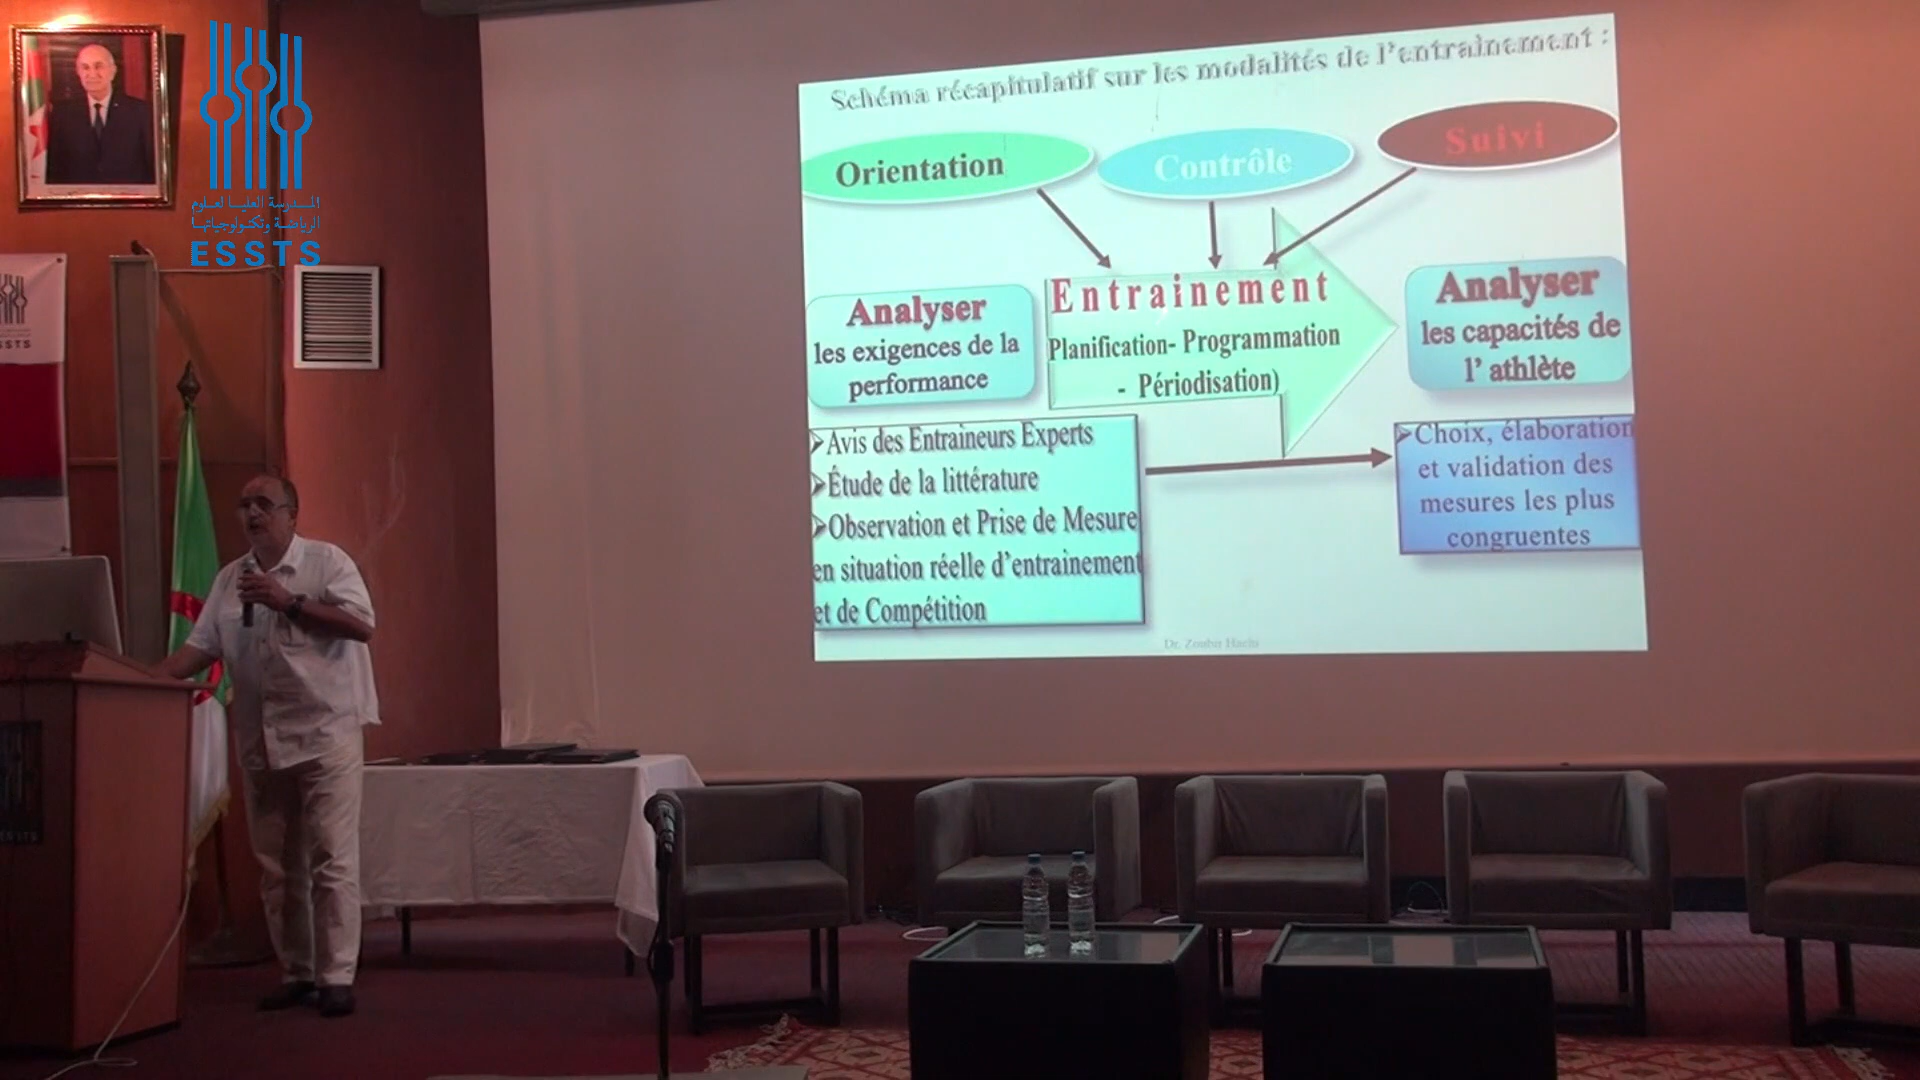 المدرسة العليا لعلوم
الرياضة وتكنولوجياتها
ESSTS
Schéma récapitulatif sur les modalités de l'entrainement :
Orientation
Contrôle
Suivi
Analyser
les exigences de la
performance
Entrainement
Planification- Programmation
- Périodisation)
Analyser
les capacités de
l' athlète
➢Avis des Entraineurs Experts
➢Étude de la littérature
➢Observation et Prise de Mesure
en situation réelle d'entrainement
et de Compétition
➢Choix, élaboration
et validation des
mesures les plus
congruentes
Dr. Zoubir